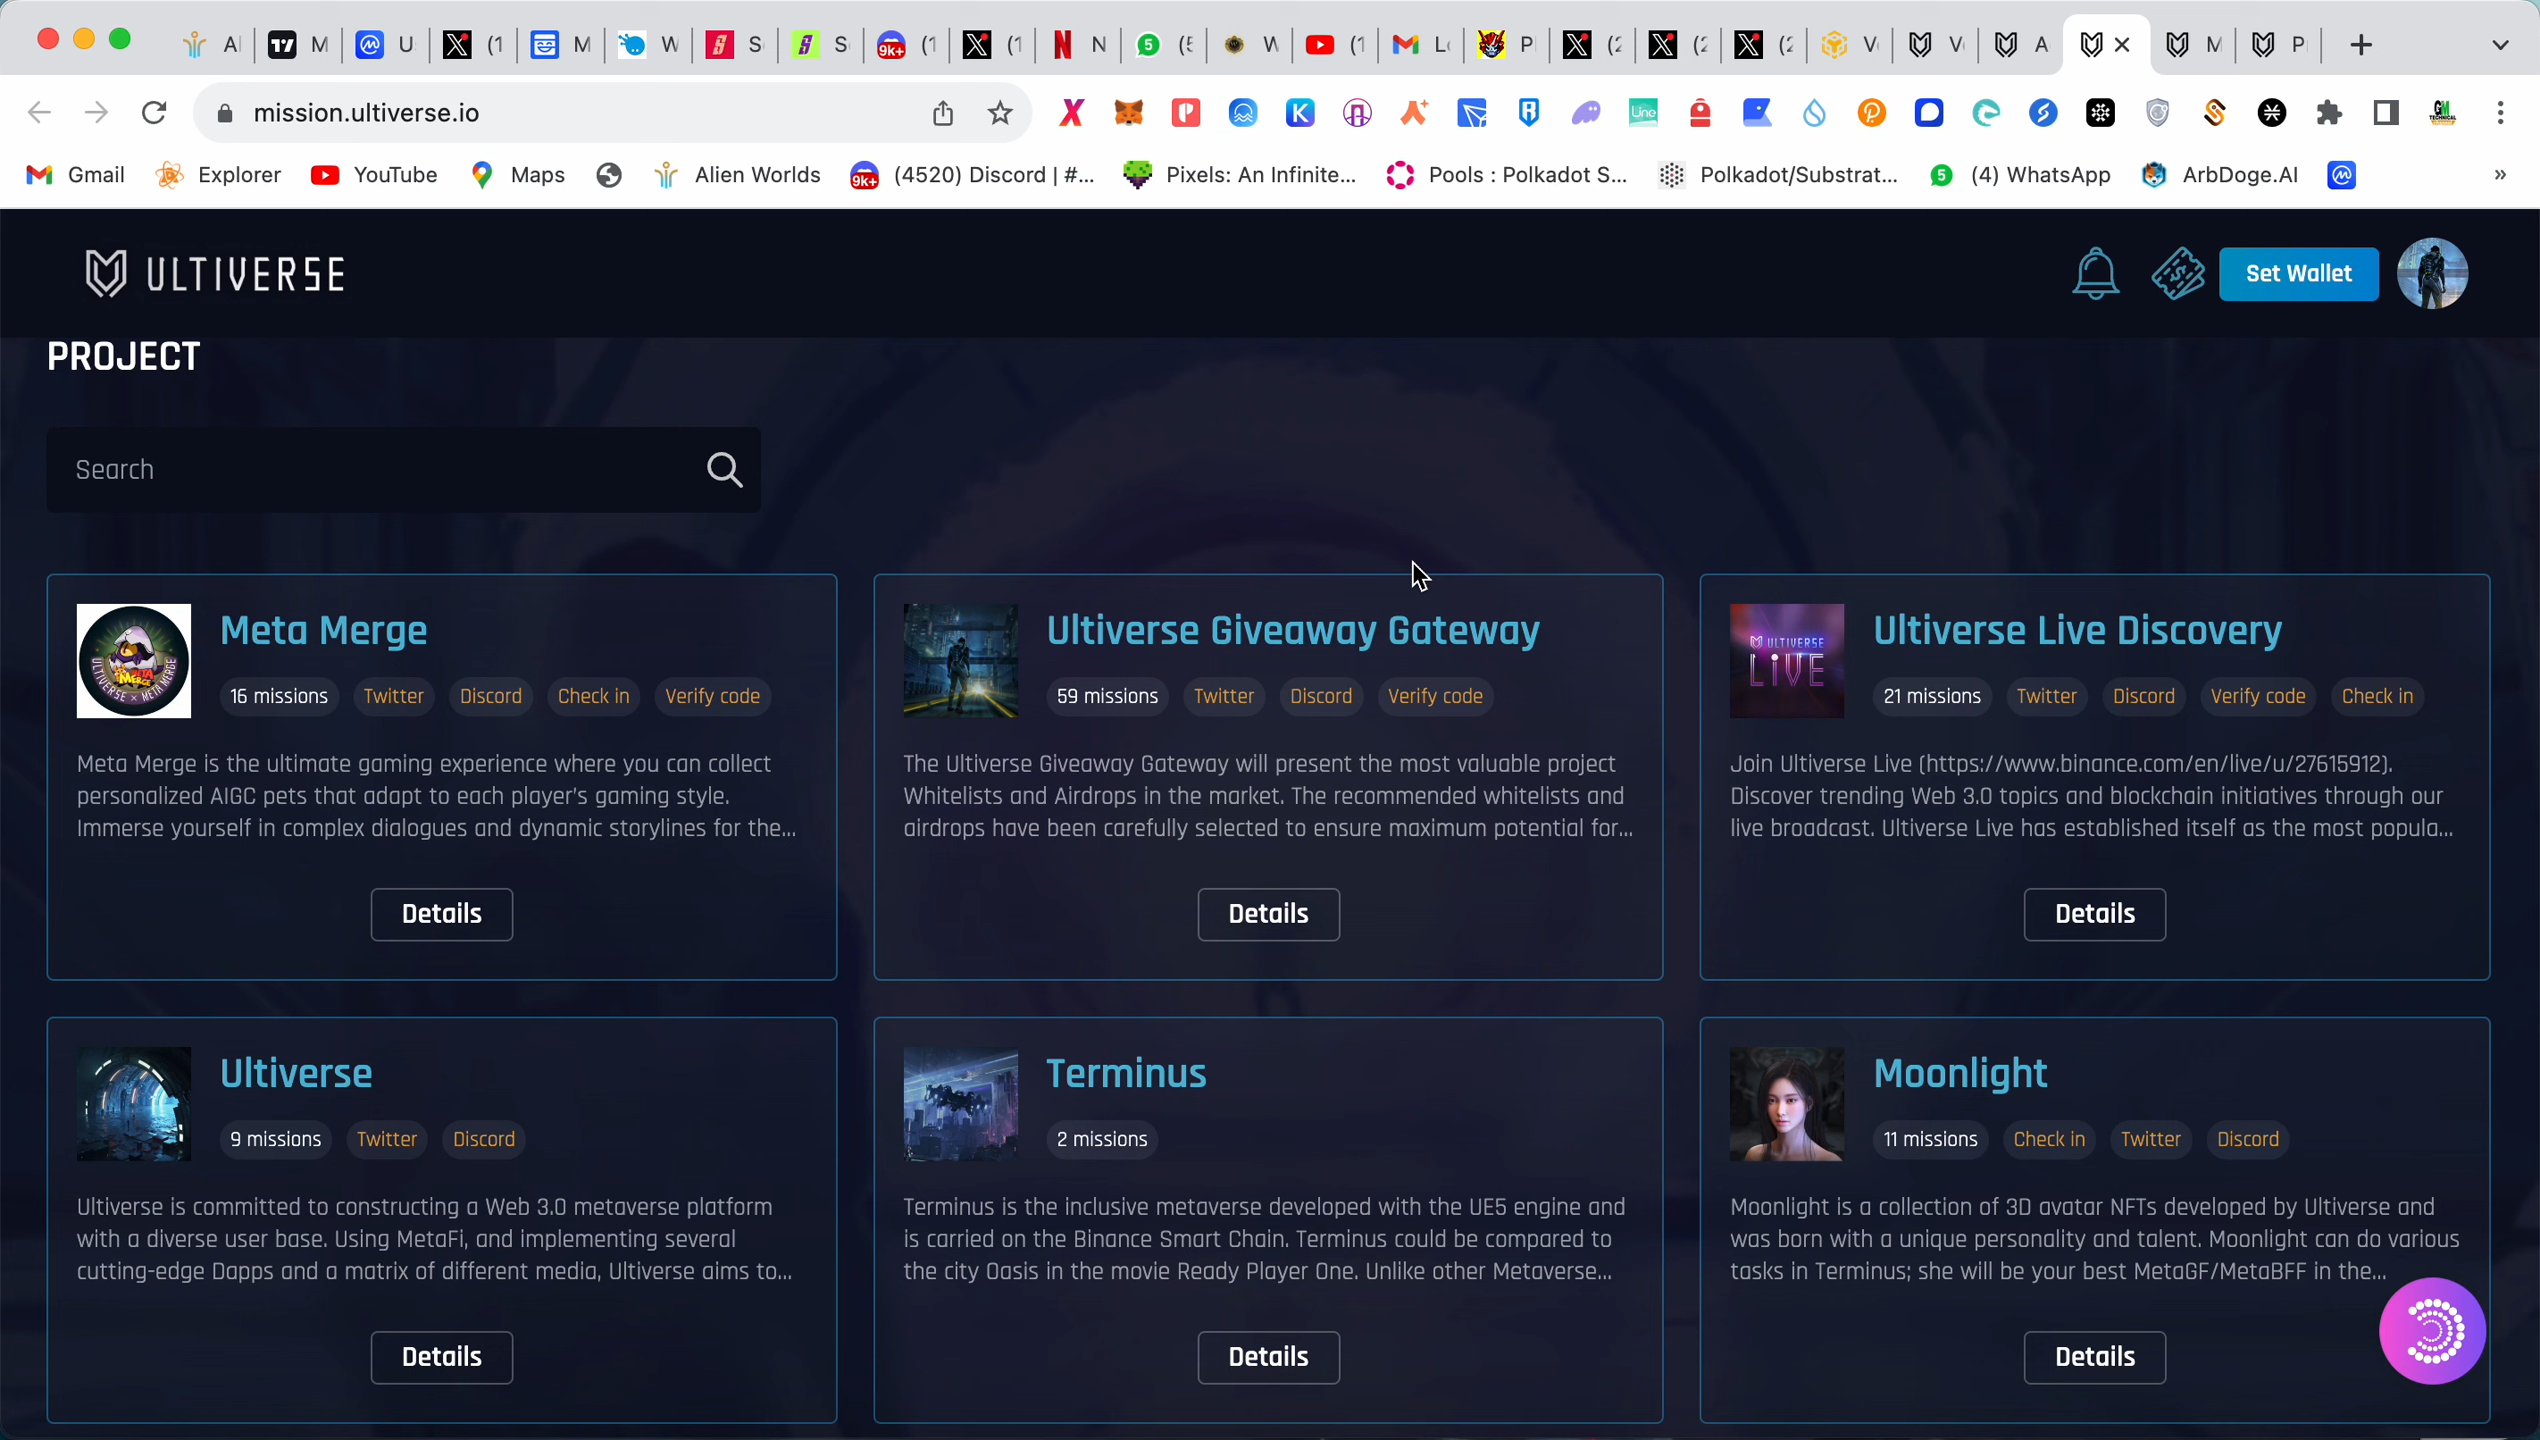 A M U (1 M W S S 9k+ (1 (1 N N 5 (5 W (1 L P (2 (2 (2 V V A M P
mission.ultiverse.io
Gmail Explorer YouTube Maps Alien Worlds 9k+ (4520) Discord | #... Pixels: An Infinite... Pools : Polkadot S... Polkadot/Substrat... 5 (4) WhatsApp ArbDoge.AI »
ULTIVERSE Set Wallet
PROJECT
Search
Meta Merge
16 missions Twitter Discord Check in Verify code
Meta Merge is the ultimate gaming experience where you can collect
personalized AIGC pets that adapt to each player's gaming style.
Immerse yourself in complex dialogues and dynamic storylines for the...
Details
Ultiverse Giveaway Gateway
59 missions Twitter Discord Verify code
The Ultiverse Giveaway Gateway will present the most valuable project
Whitelists and Airdrops in the market. The recommended whitelists and
airdrops have been carefully selected to ensure maximum potential for...
Details
ULTIVERSE
LIVE
Ultiverse Live Discovery
21 missions Twitter Discord Verify code Check in
Join Ultiverse Live (https://www.binance.com/en/live/u/27615912).
Discover trending Web 3.0 topics and blockchain initiatives through our
live broadcast. Ultiverse Live has established itself as the most popula...
Details
Ultiverse
9 missions Twitter Discord
Ultiverse is committed to constructing a Web 3.0 metaverse platform
with a diverse user base. Using MetaFi, and implementing several
cutting-edge Dapps and a matrix of different media, Ultiverse aims to...
Details
Terminus
2 missions
Terminus is the inclusive metaverse developed with the UE5 engine and
is carried on the Binance Smart Chain. Terminus could be compared to
the city Oasis in the movie Ready Player One. Unlike other Metaverse...
Details
Moonlight
11 missions Check in Twitter Discord
Moonlight is a collection of 3D avatar NFTs developed by Ultiverse and
was born with a unique personality and talent. Moonlight can do various
tasks in Terminus; she will be your best MetaGF/MetaBFF in the...
Details